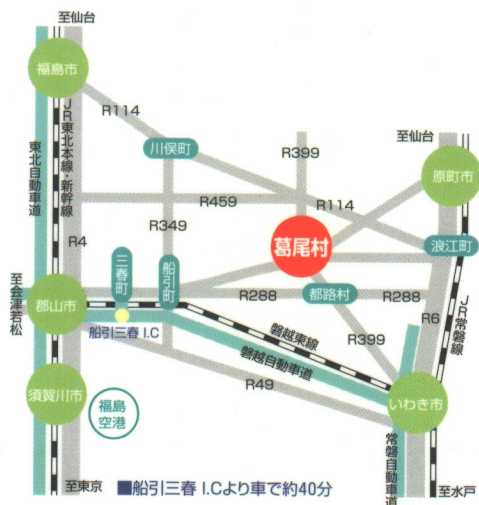 至仙台
福島市
R114
JR東北本線・新幹線
東北自動車道
川俣町
R399
至仙台
原町市
R459
R114
R349
R4
葛尾村
浪江町
三春町
船引町
至会津若松
郡山市
R288
都路村
R288
船引三春 I.C
磐越東線
R6
JR常磐線
磐越自動車道
R399
R49
須賀川市
福島
空港
いわき市
常磐自動車道
至東京
■船引三春 I.Cより車で約40分
至水戸